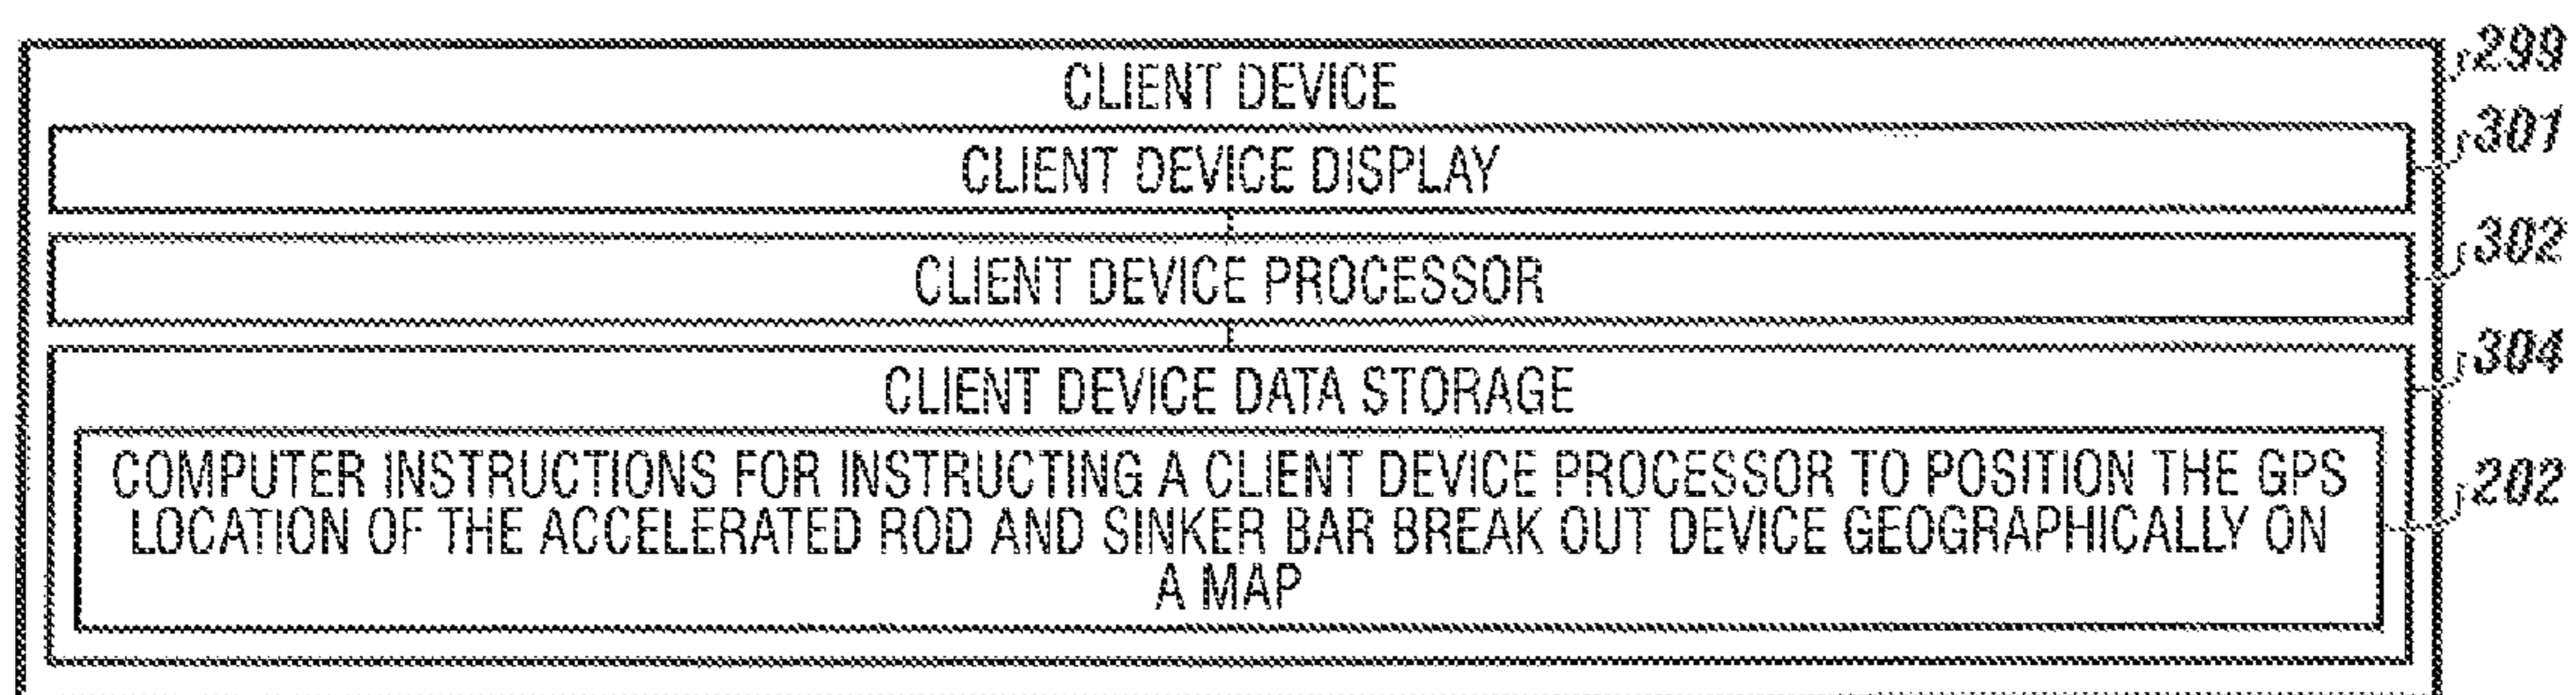 CLIENT DEVICE
299
CLIENT DEVICE DISPLAY
301
CLIENT DEVICE PROCESSOR
302
CLIENT DEVICE DATA STORAGE
304
COMPUTER INSTRUCTIONS FOR INSTRUCTING A CLIENT DEVICE PROCESSOR TO POSITION THE GPS
LOCATION OF THE ACCELERATED ROD AND SINKER BAR BREAK OUT DEVICE GEOGRAPHICALLY ON
A MAP
202